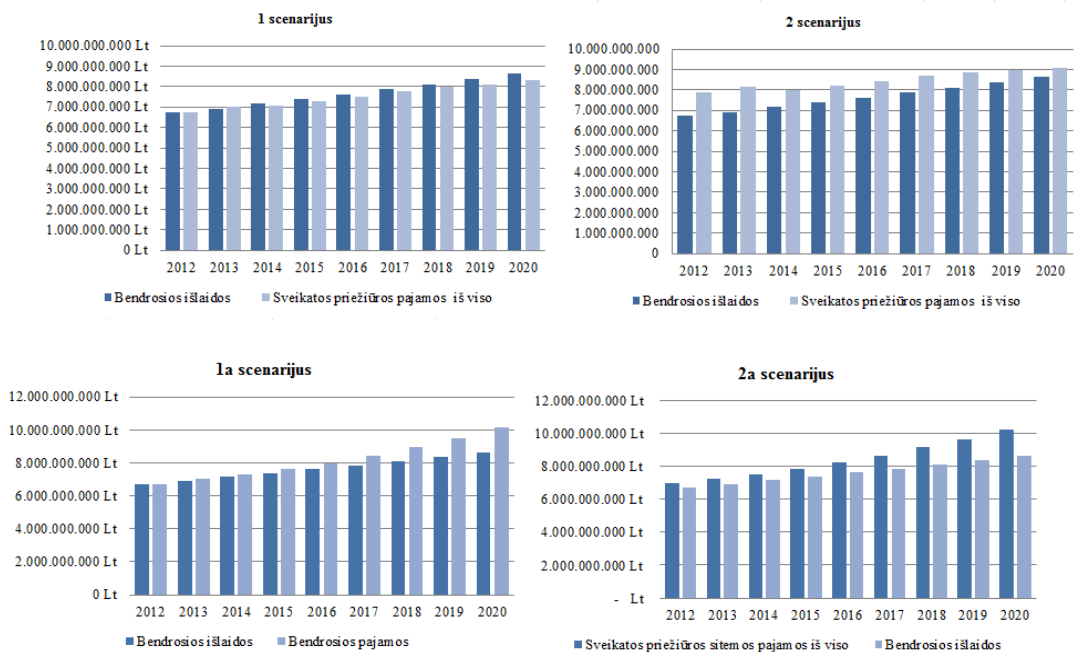 1 scenarijus
10.000.000.000 Lt
9.000.000.000 Lt
8.000.000.000 Lt
7.000.000.000 Lt
6.000.000.000 Lt
5.000.000.000 Lt
4.000.000.000 Lt
3.000.000.000 Lt
2.000.000.000 Lt
1.000.000.000 Lt
0 Lt
2012 2013 2014 2015 2016 2017 2018 2019 2020
Bendrosios išlaidos Sveikatos priežiūros pajamos iš viso
2 scenarijus
10.000.000.000
9.000.000.000
8.000.000.000
7.000.000.000
6.000.000.000
5.000.000.000
4.000.000.000
3.000.000.000
2.000.000.000
1.000.000.000
0
2012 2013 2014 2015 2016 2017 2018 2019 2020
Bendrosios išlaidos Sveikatos priežiūros pajamos iš viso
1a scenarijus
12.000.000.000 Lt
10.000.000.000 Lt
8.000.000.000 Lt
6.000.000.000 Lt
4.000.000.000 Lt
2.000.000.000 Lt
0 Lt
2012 2013 2014 2015 2016 2017 2018 2019 2020
Bendrosios išlaidos Bendrosios pajamos
2a scenarijus
12.000.000.000 Lt
10.000.000.000 Lt
8.000.000.000 Lt
6.000.000.000 Lt
4.000.000.000 Lt
2.000.000.000 Lt
- Lt
2012 2013 2014 2015 2016 2017 2018 2019 2020
Sveikatos priežiūros sitemos pajamos iš viso Bendrosios išlaidos